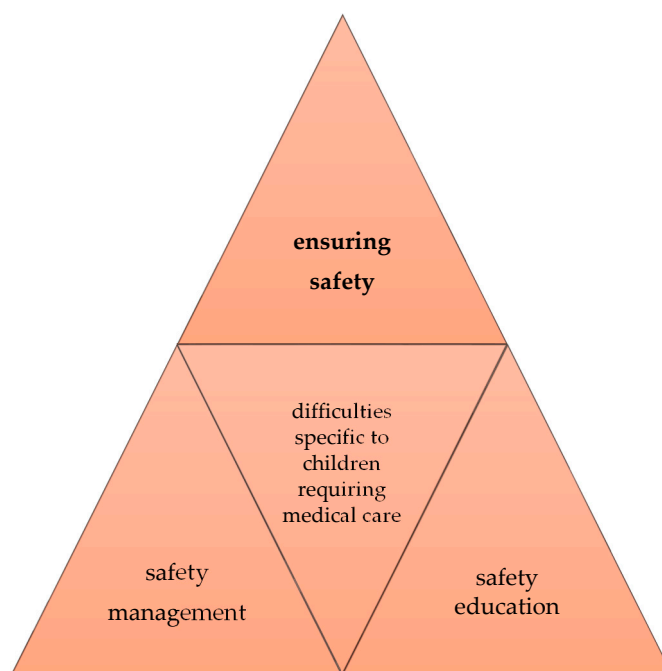 ensuring
safety
difficulties
specific to
children
requiring
medical care
safety
management
safety
education